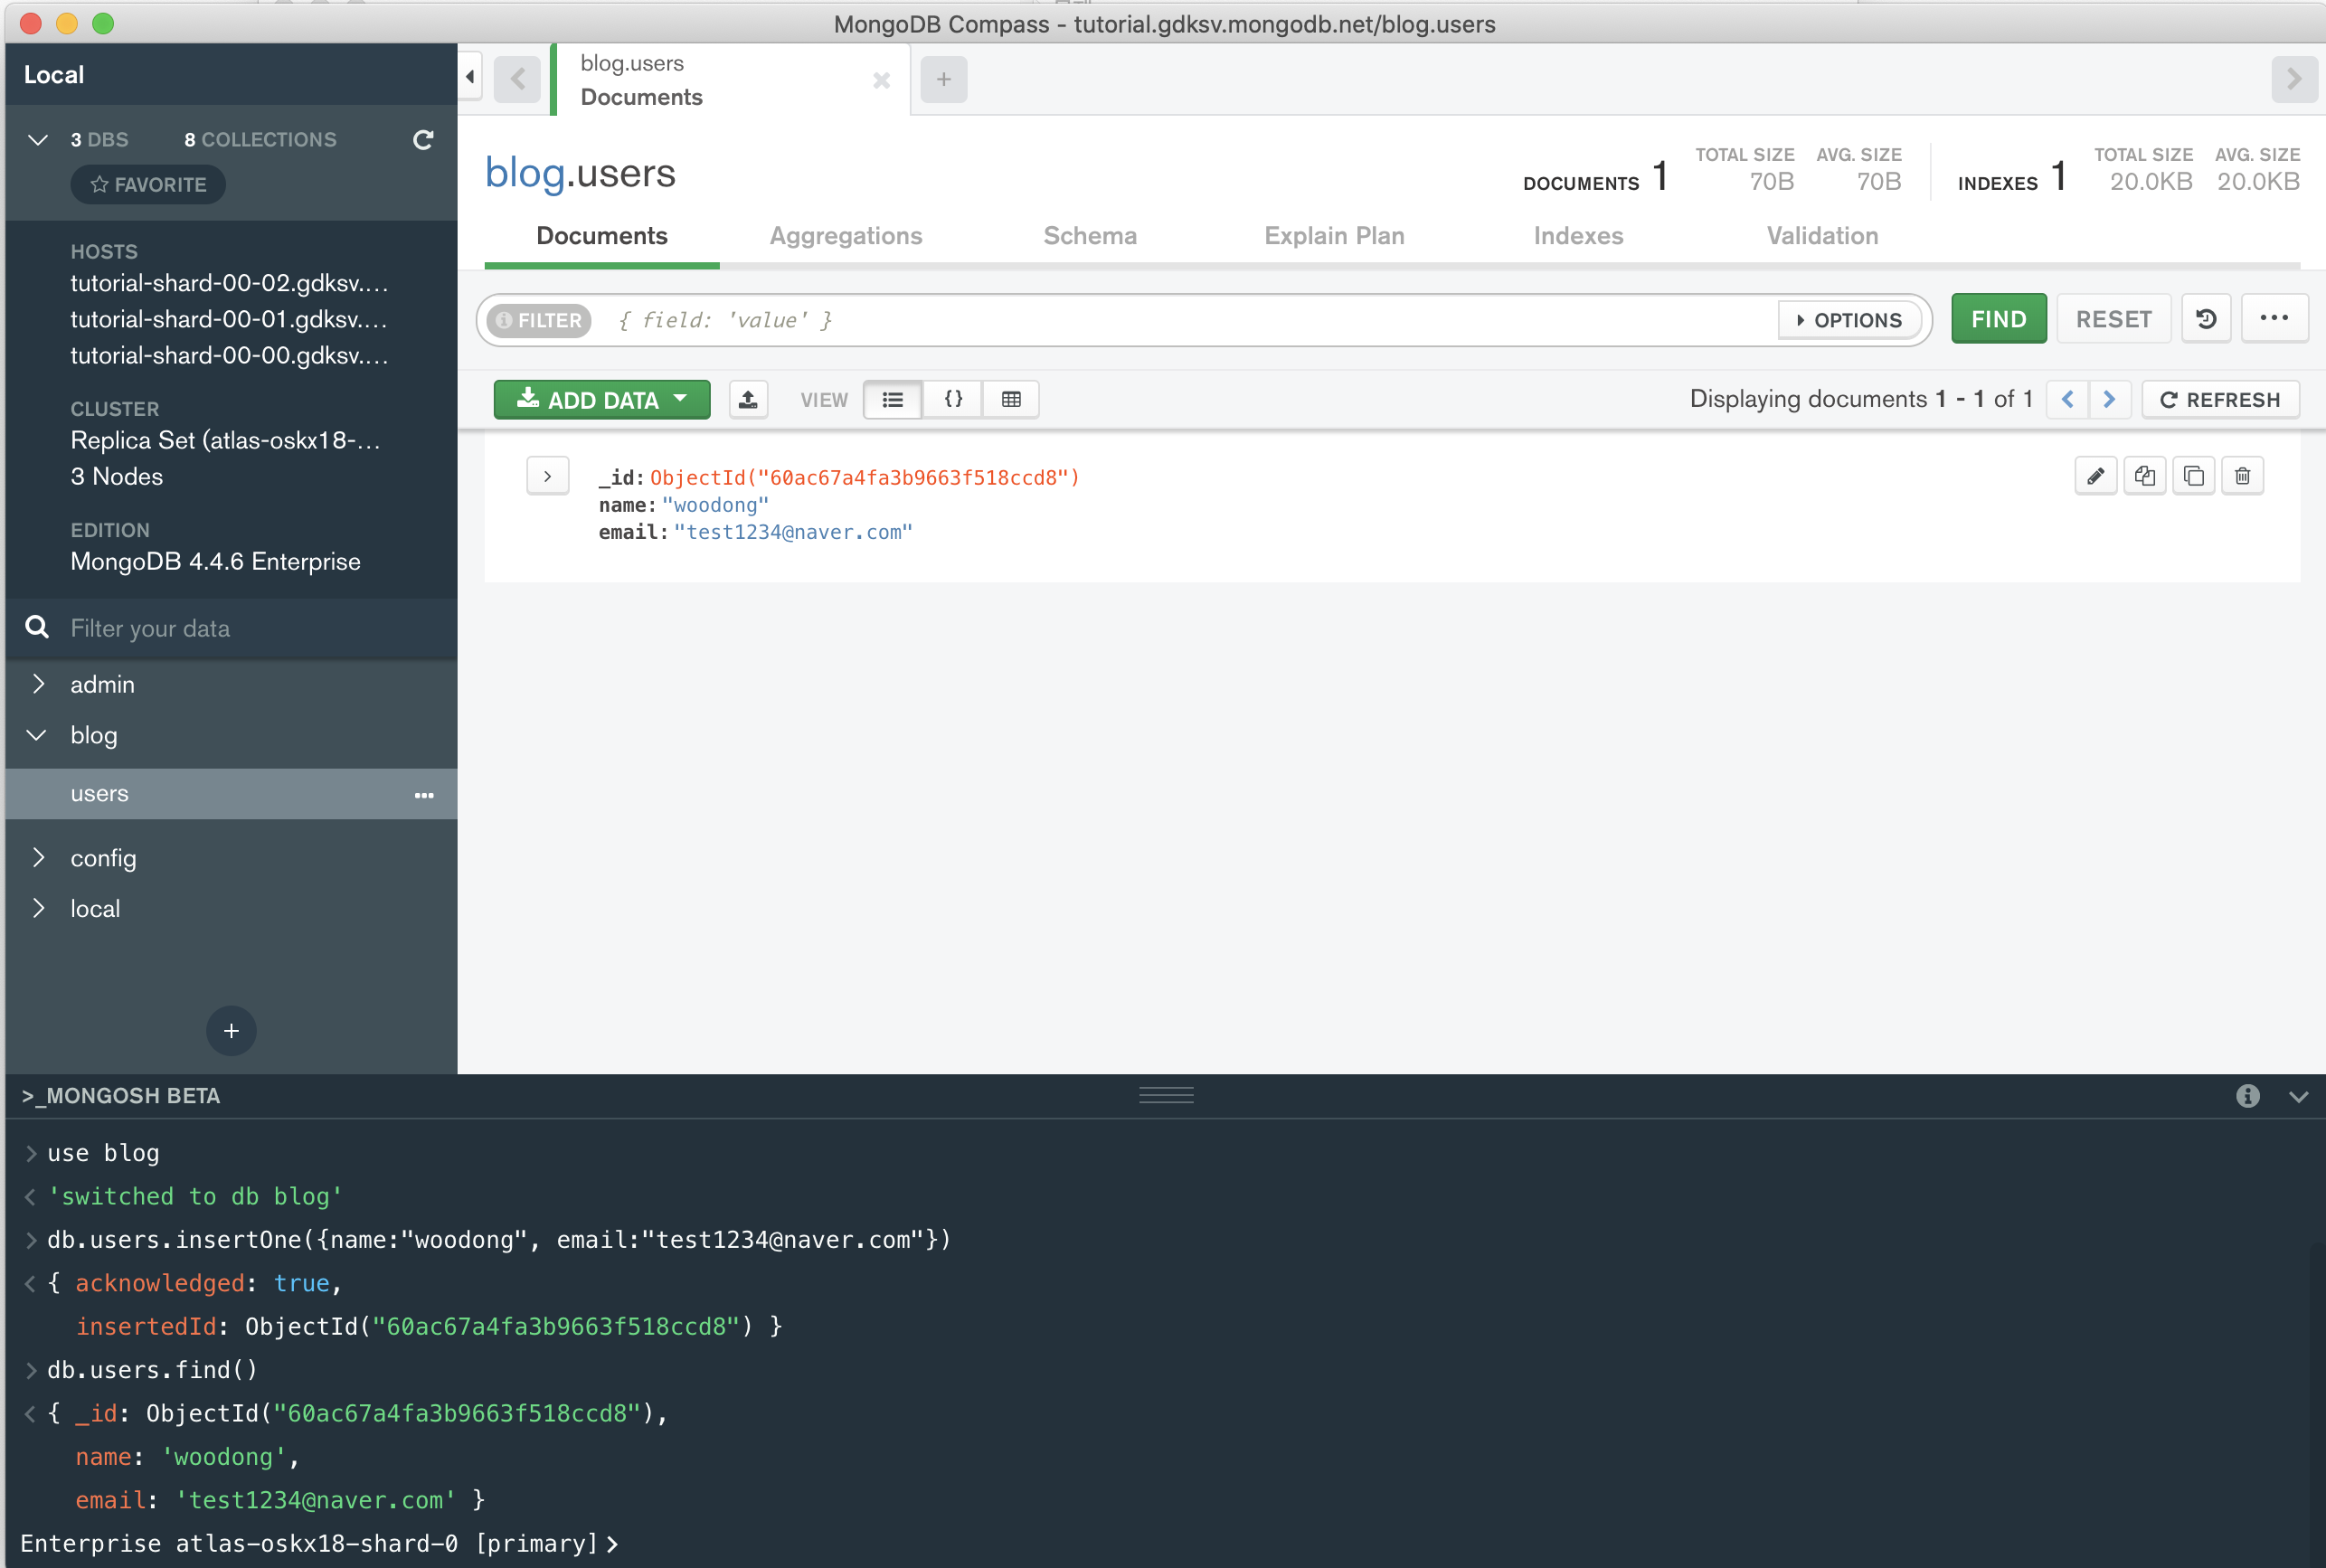 MongoDB Compass - tutorial.gdksv.mongodb.net/blog.users
Local
3 DBS 8 COLLECTIONS
FAVORITE
HOSTS
tutorial-shard-00-02.gdksv....
tutorial-shard-00-01.gdksv....
tutorial-shard-00-00.gdksv....
CLUSTER
Replica Set (atlas-oskx18-...
3 Nodes
EDITION
MongoDB 4.4.6 Enterprise
Filter your data
admin
blog
users
config
local
blog.users
Documents
blog.users
DOCUMENTS 1 TOTAL SIZE 70B AVG. SIZE 70B INDEXES 1 TOTAL SIZE 20.0KB AVG. SIZE 20.0KB
Documents Aggregations Schema Explain Plan Indexes Validation
FILTER { field: 'value' } OPTIONS FIND RESET ...
ADD DATA VIEW {} Displaying documents 1 - 1 of 1 REFRESH
_id: ObjectId("60ac67a4fa3b9663f518ccd8")
name: "woodong"
email: "test1234@naver.com"
>_MONGOSH BETA
> use blog
< 'switched to db blog'
> db.users.insertOne({name:"woodong", email:"test1234@naver.com"})
< { acknowledged: true,
insertedId: ObjectId("60ac67a4fa3b9663f518ccd8") }
> db.users.find()
< { _id: ObjectId("60ac67a4fa3b9663f518ccd8"),
name: 'woodong',
email: 'test1234@naver.com' }
Enterprise atlas-oskx18-shard-0 [primary]>